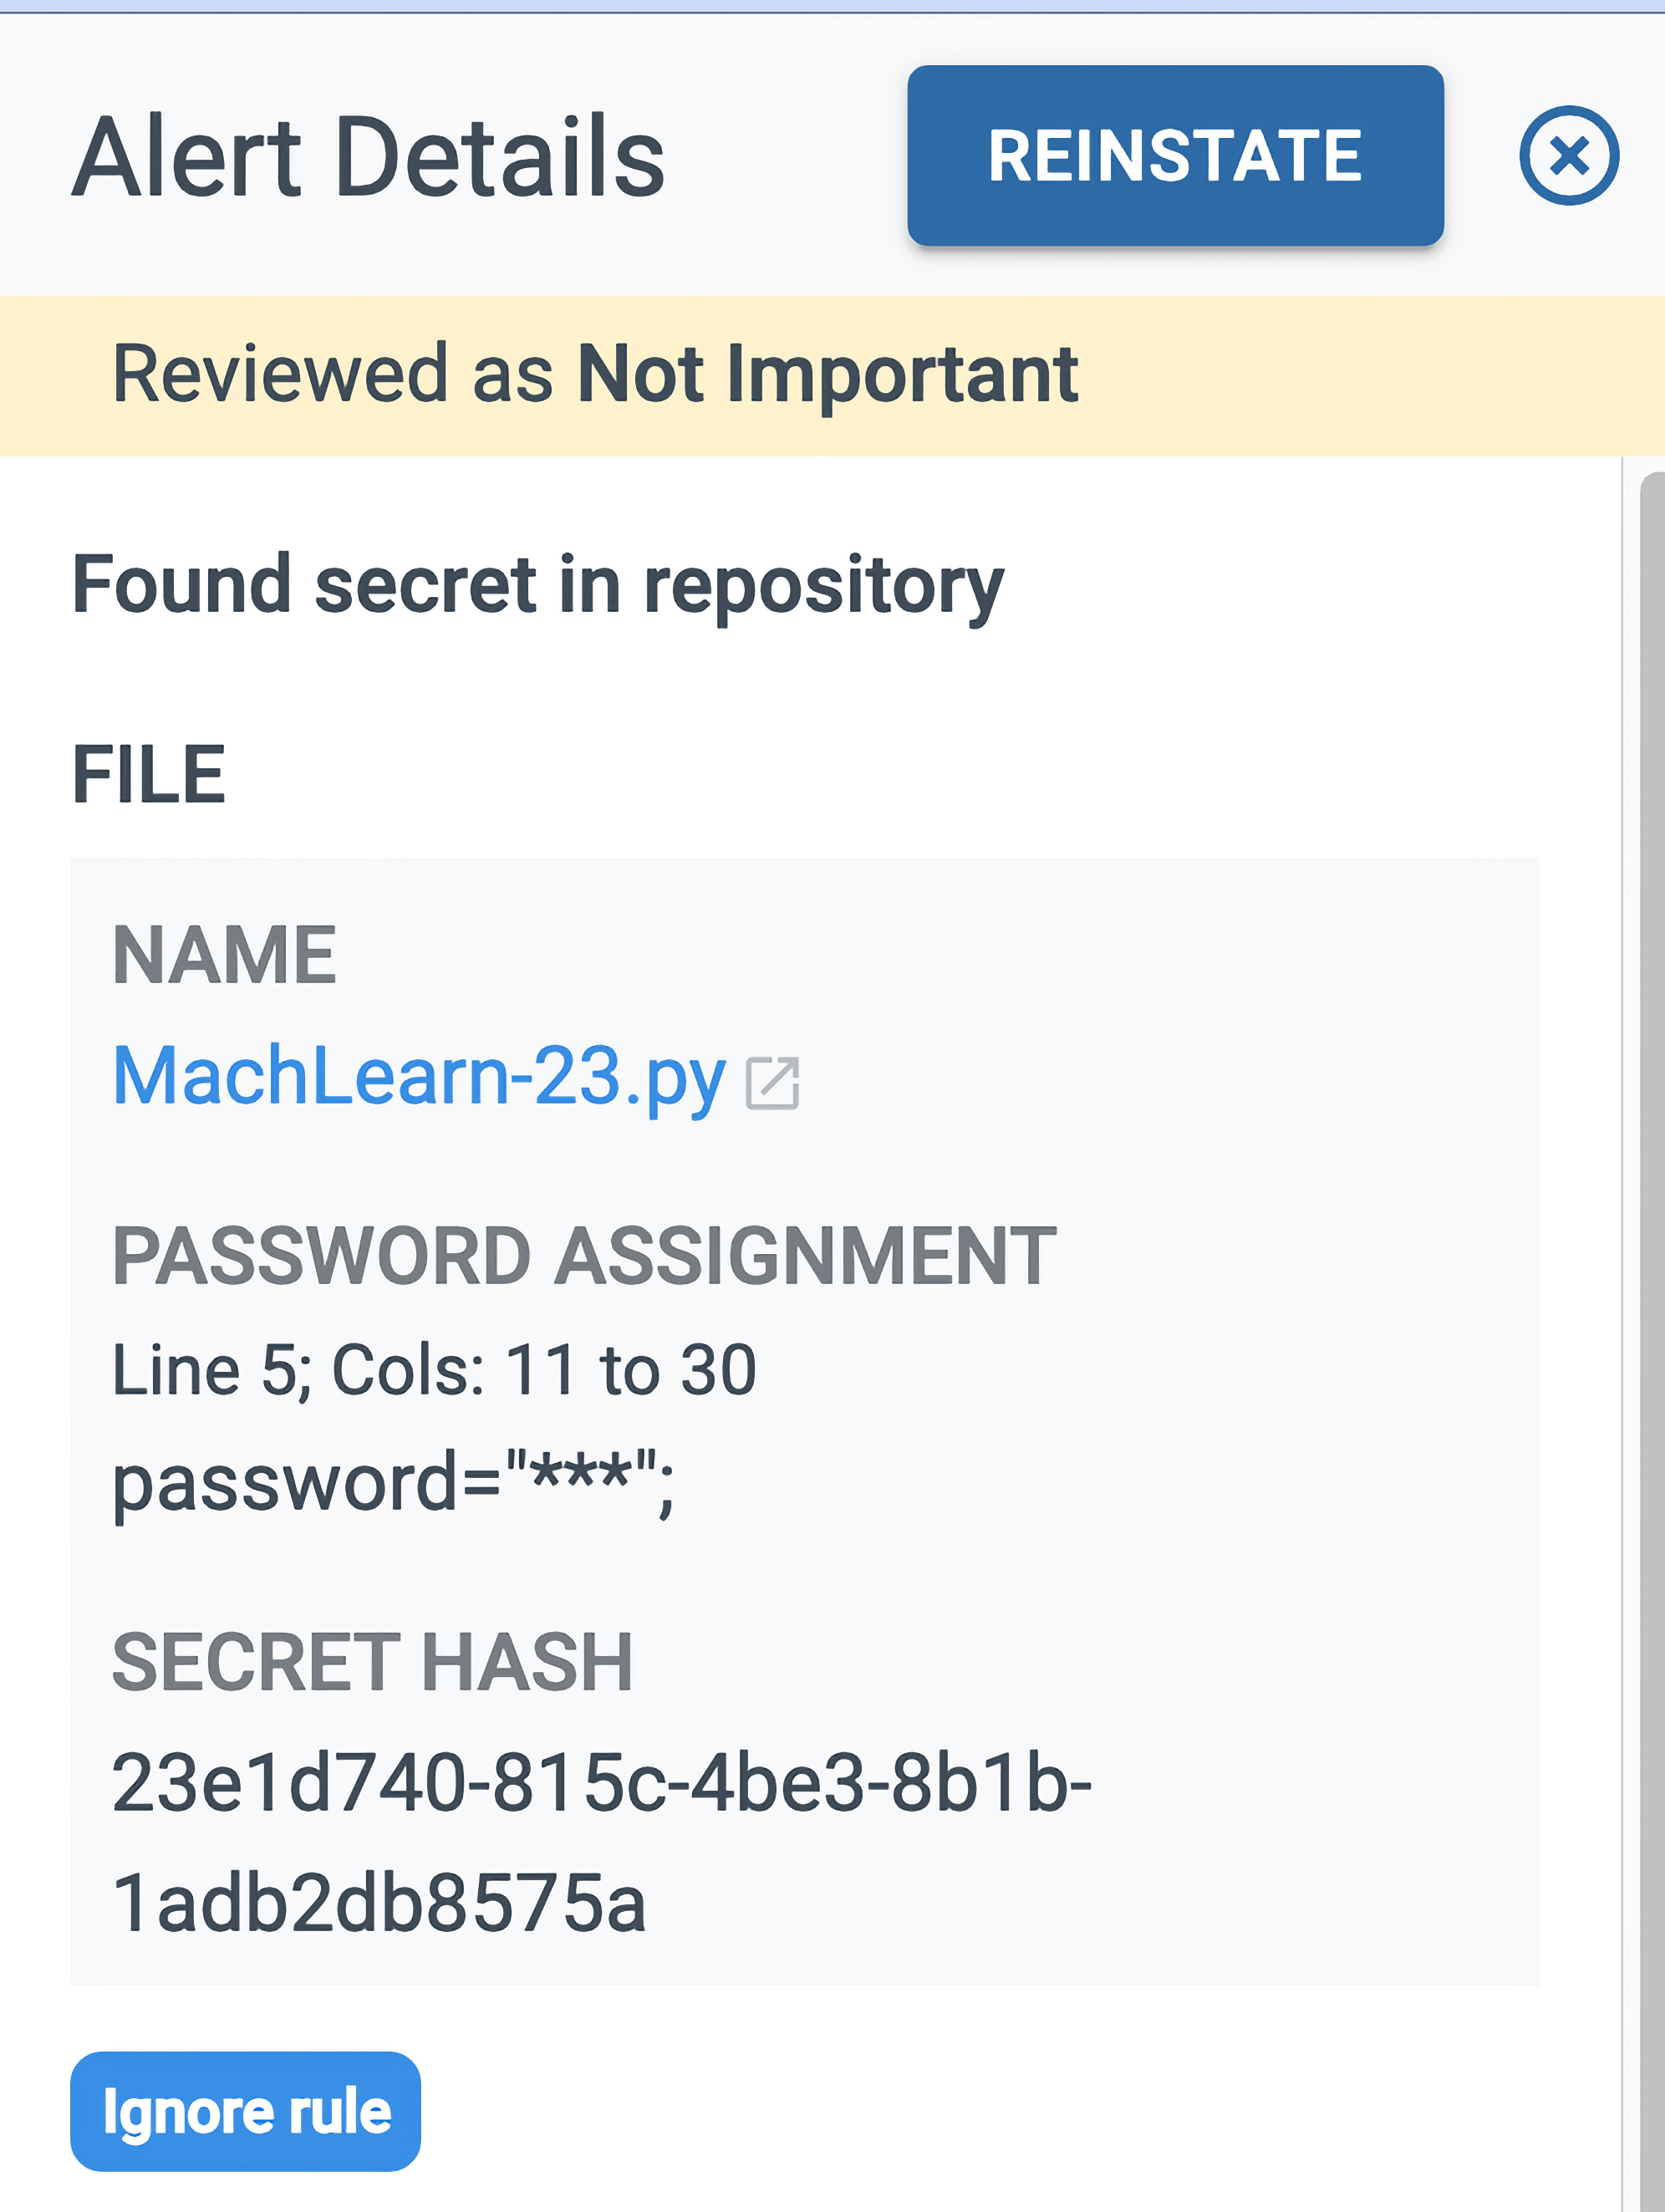 Alert Details
REINSTATE
Reviewed as Not Important
Found secret in repository
FILE
NAME
MachLearn-23.py
PASSWORD ASSIGNMENT
Line 5; Cols: 11 to 30
password="***";
SECRET HASH
23e1d740-815c-4be3-8b1b-
1adb2db8575a
Ignore rule